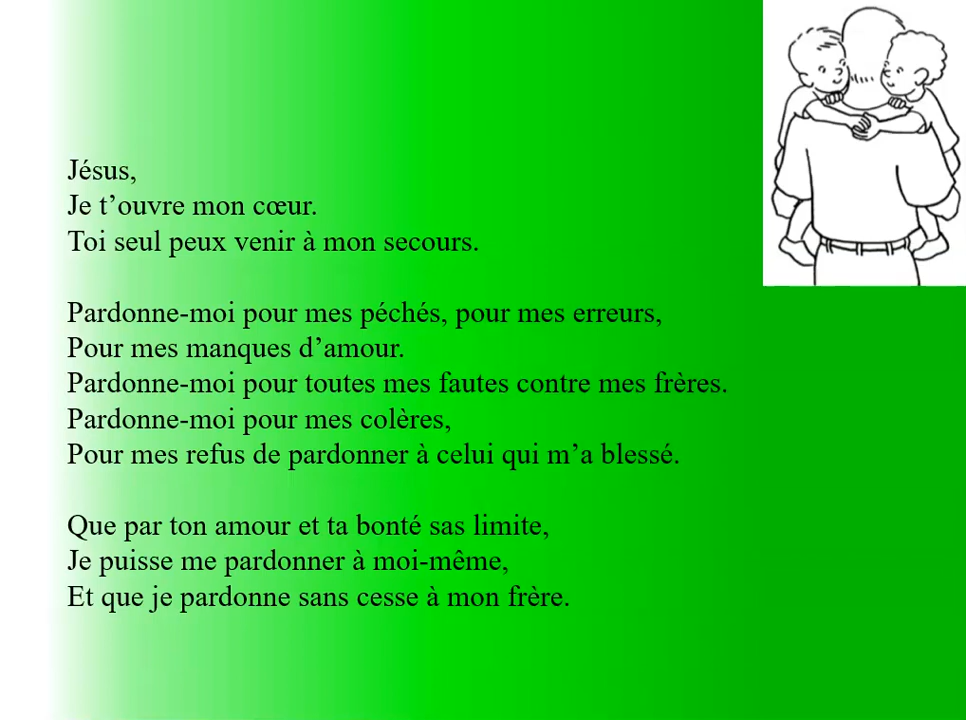 Jésus,
Je t’ouvre mon cœur.
Toi seul peux venir à mon secours.
Pardonne-moi pour mes péchés, pour mes erreurs,
Pour mes manques d’amour.
Pardonne-moi pour toutes mes fautes contre mes frères.
Pardonne-moi pour mes colères,
Pour mes refus de pardonner à celui qui m’a blessé.
Que par ton amour et ta bonté sas limite,
Je puisse me pardonner à moi-même,
Et que je pardonne sans cesse à mon frère.